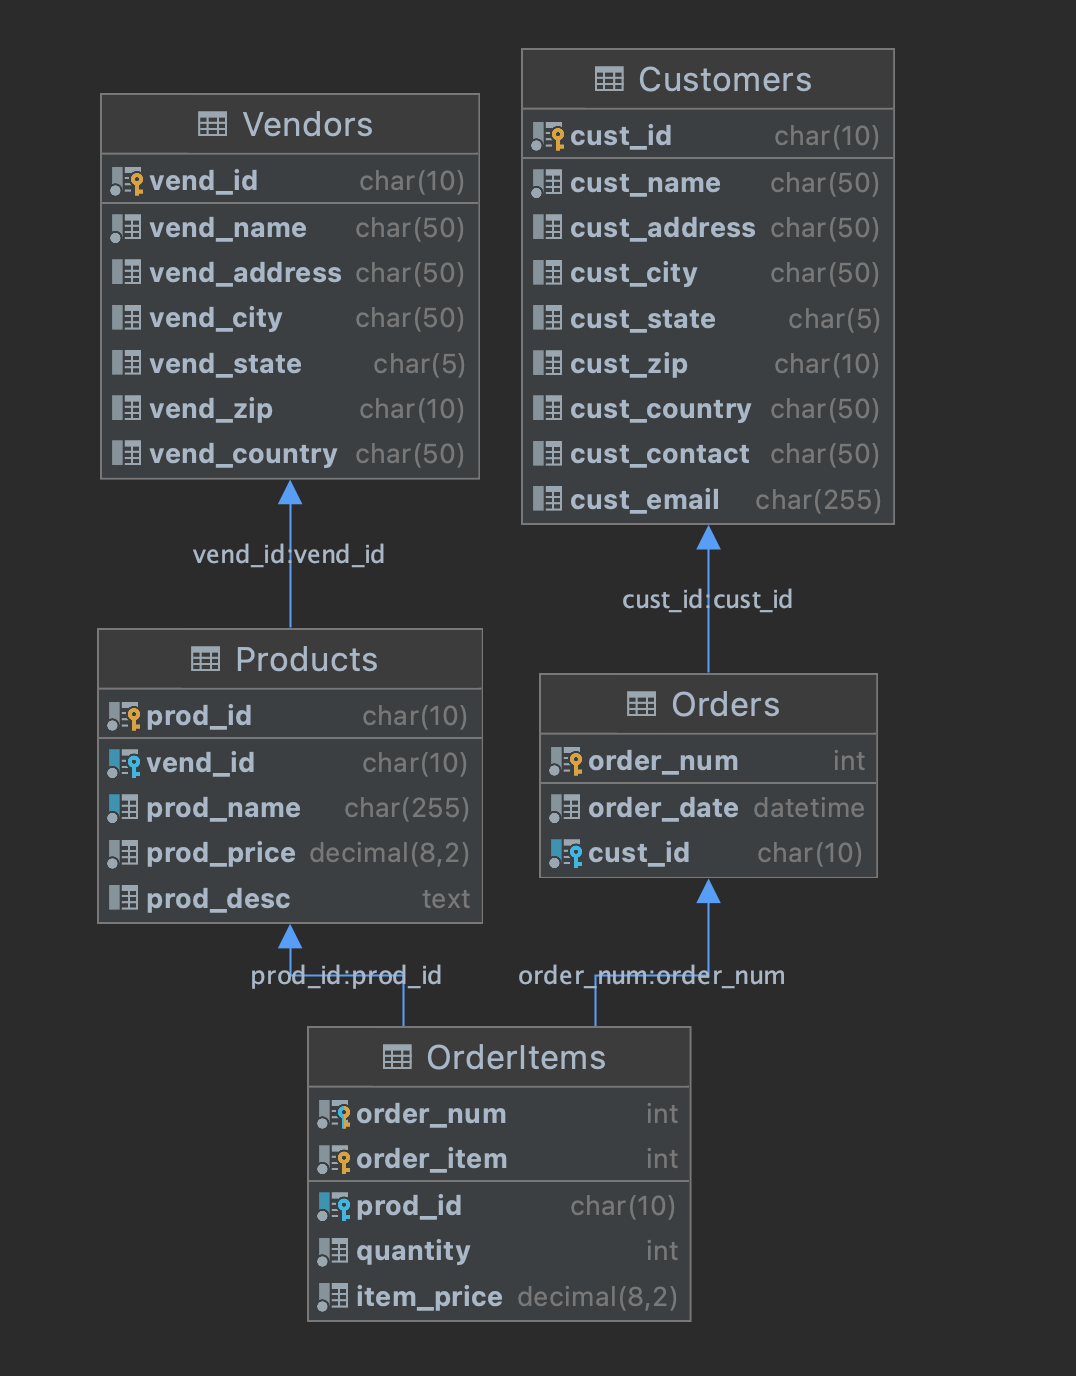 Vendors
vend_id char(10)
vend_name char(50)
vend_address char(50)
vend_city char(50)
vend_state char(5)
vend_zip char(10)
vend_country char(50)
Customers
cust_id char(10)
cust_name char(50)
cust_address char(50)
cust_city char(50)
cust_state char(5)
cust_zip char(10)
cust_country char(50)
cust_contact char(50)
cust_email char(255)
vend_id:vend_id
cust_id:cust_id
Products
prod_id char(10)
vend_id char(10)
prod_name char(255)
prod_price decimal(8,2)
prod_desc text
Orders
order_num int
order_date datetime
cust_id char(10)
prod_id:prod_id
order_num:order_num
OrderItems
order_num int
order_item int
prod_id char(10)
quantity int
item_price decimal(8,2)